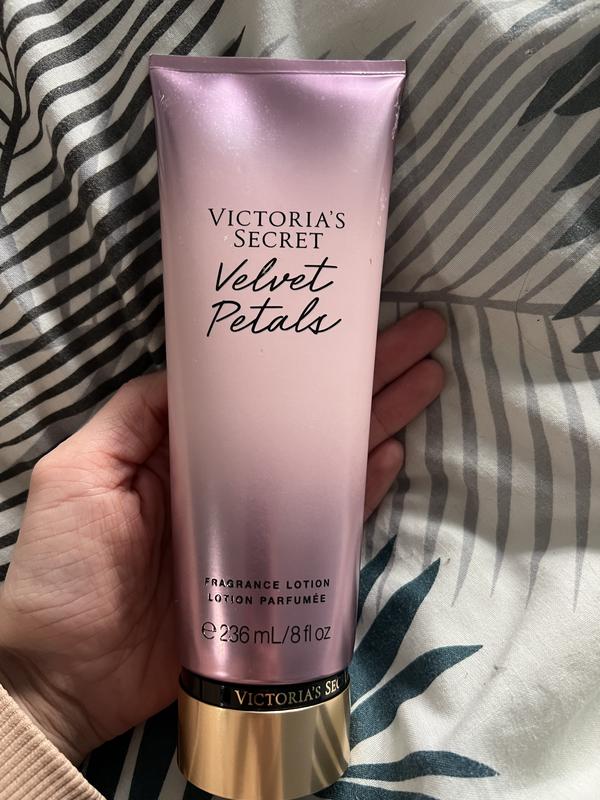 VICTORIA'S
SECRET
Velvet
Petals
FRAGRANCE LOTION
LOTION PARFUMÉE
℮ 236 mL/8 fl oz
VICTORIA'S SEC